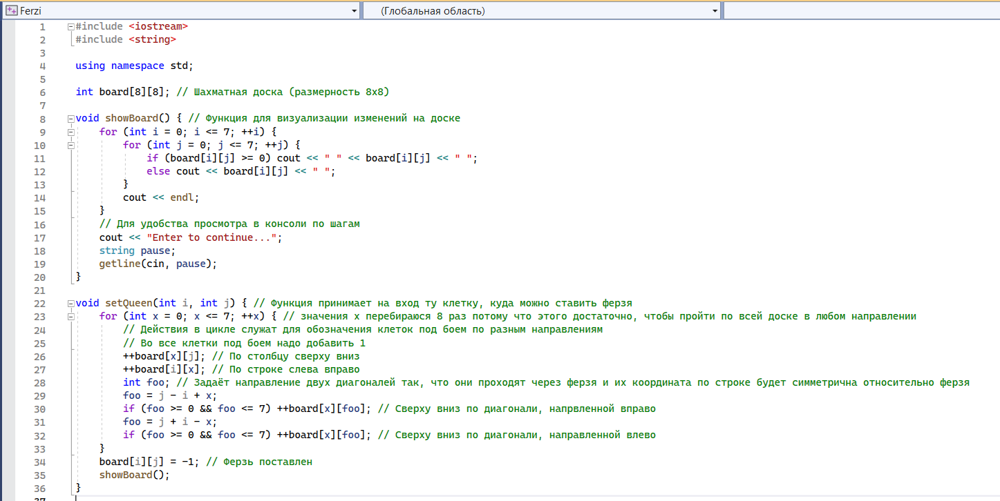 Ferzi (Глобальная область)
1 #include <iostream>
2 #include <string>
3
4 using namespace std;
5
6 int board[8][8]; // Шахматная доска (размерность 8x8)
7
8 void showBoard() { // Функция для визуализации изменений на доске
9 for (int i = 0; i <= 7; ++i) {
10 for (int j = 0; j <= 7; ++j) {
11 if (board[i][j] >= 0) cout << " " << board[i][j] << " ";
12 else cout << board[i][j] << " ";
13 }
14 cout << endl;
15 }
16 // Для удобства просмотра в консоли по шагам
17 cout << "Enter to continue...";
18 string pause;
19 getline(cin, pause);
20 }
21
22 void setQueen(int i, int j) { // Функция принимает на вход ту клетку, куда можно ставить ферзя
23 for (int x = 0; x <= 7; ++x) { // значения x перебираюся 8 раз потому что этого достаточно, чтобы пройти по всей доске в любом направлении
24 // Действия в цикле служат для обозначения клеток под боем по разным направлениям
25 // Во все клетки под боем надо добавить 1
26 ++board[x][j]; // По столбцу сверху вниз
27 ++board[i][x]; // По строке слева вправо
28 int foo; // Задаёт направление двух диагоналей так, что они проходят через ферзя и их координата по строке будет симметрична относительно ферзя
29 foo = j - i + x;
30 if (foo >= 0 && foo <= 7) ++board[x][foo]; // Сверху вниз по диагонали, напрвленной вправо
31 foo = j + i - x;
32 if (foo >= 0 && foo <= 7) ++board[x][foo]; // Сверху вниз по диагонали, направленной влево
33 }
34 board[i][j] = -1; // Ферзь поставлен
35 showBoard();
36 }
37